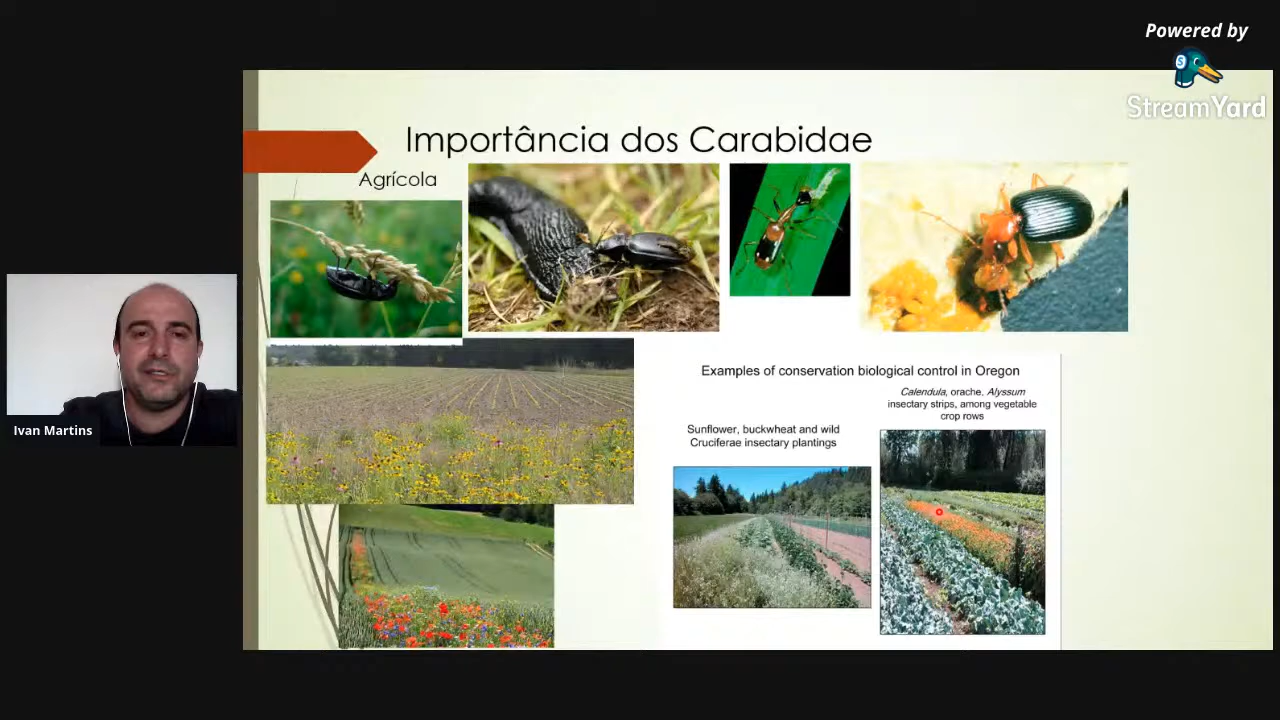 Powered by
StreamYard
Importância dos Carabidae
Agrícola
Ivan Martins
Examples of conservation biological control in Oregon
Calendula, orache, Alyssum
insectary strips, among vegetable
crop rows
Sunflower, buckwheat and wild
Cruciferae insectary plantings